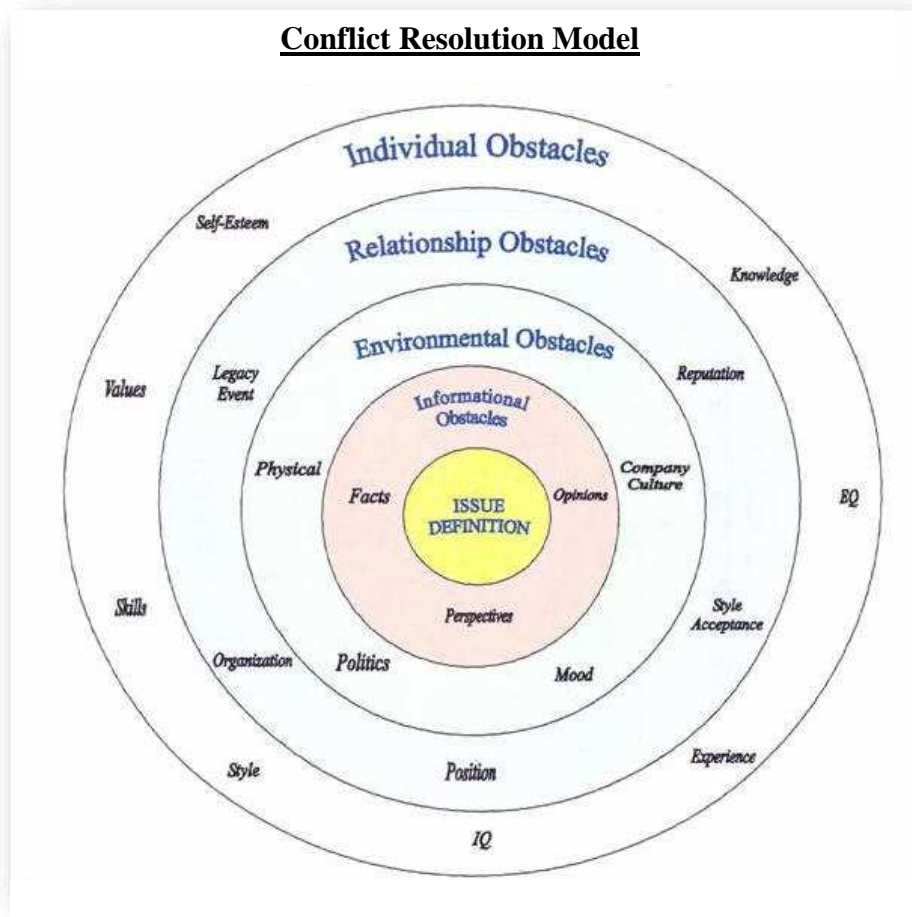 Conflict Resolution Model
Individual Obstacles
Self-Esteem
Knowledge
Values
EQ
Skills
Style
Experience
IQ
Relationship Obstacles
Legacy
Event
Reputation
Style
Acceptance
Organization
Position
Environmental Obstacles
Physical
Company
Culture
Politics
Mood
Informational
Obstacles
Facts
Opinions
Perspectives
ISSUE
DEFINITION